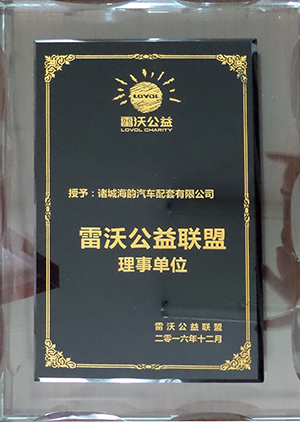 LOVOL
雷沃公益
LOVOL CHARITY
授予：诸城海韵汽车配套有限公司
雷沃公益联盟
理事单位
雷沃公益联盟
二零一六年十二月